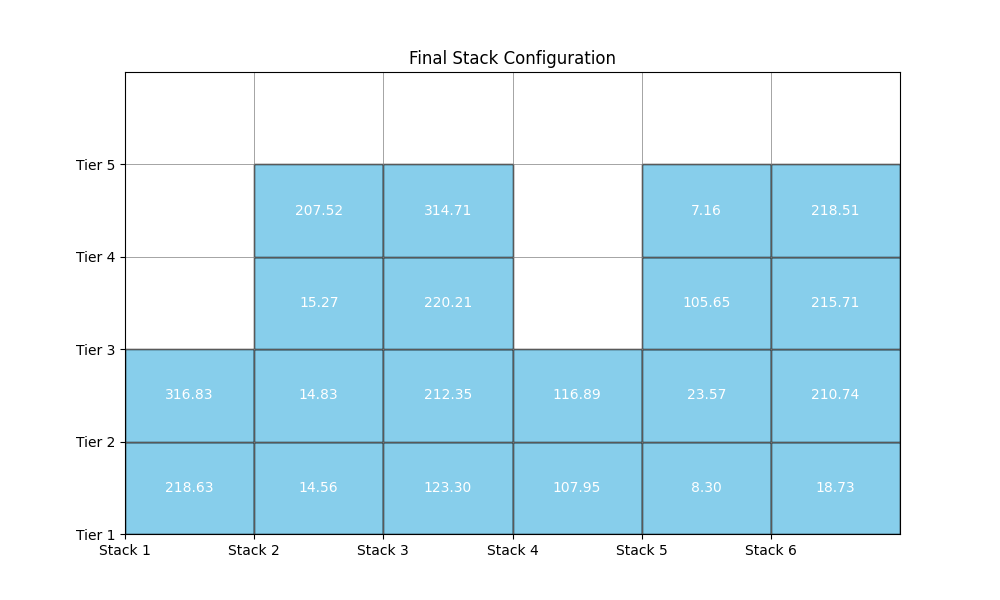 Final Stack Configuration
Tier 5
207.52 314.71 7.16 218.51
Tier 4
15.27 220.21 105.65 215.71
Tier 3
316.83 14.83 212.35 116.89 23.57 210.74
Tier 2
218.63 14.56 123.30 107.95 8.30 18.73
Tier 1
Stack 1 Stack 2 Stack 3 Stack 4 Stack 5 Stack 6